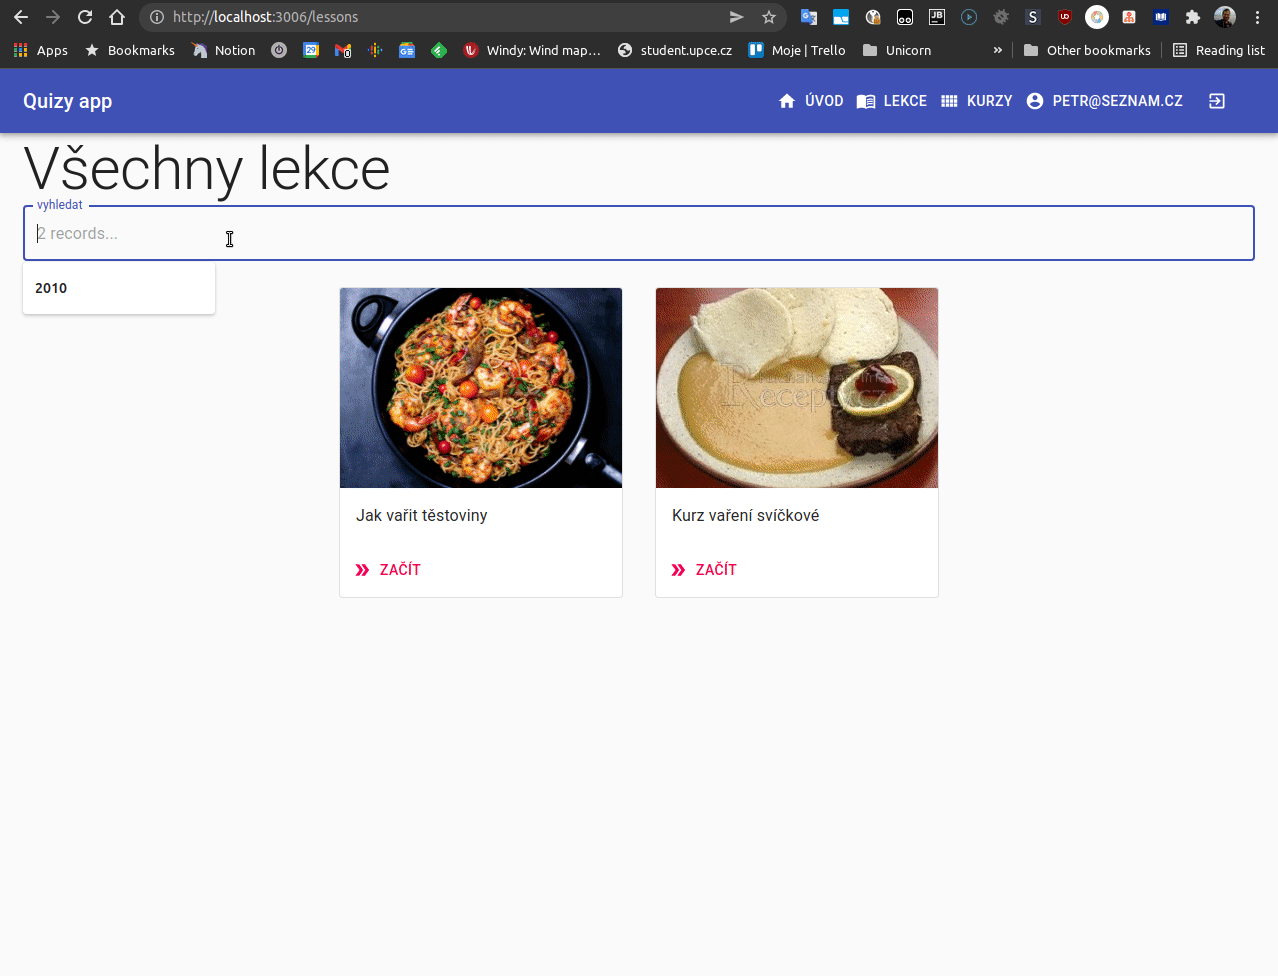 http://localhost:3006/lessons
Apps Bookmarks Notion Windy: Wind map... student.upce.cz Moje | Trello Unicorn » Other bookmarks Reading list
Quizy app ÚVOD LEKCE KURZY PETR@SEZNAM.CZ
Všechny lekce
vyhledat
2 records...
2010
Jak vařit těstoviny
ZAČÍT
Kurz vaření svíčkové
ZAČÍT